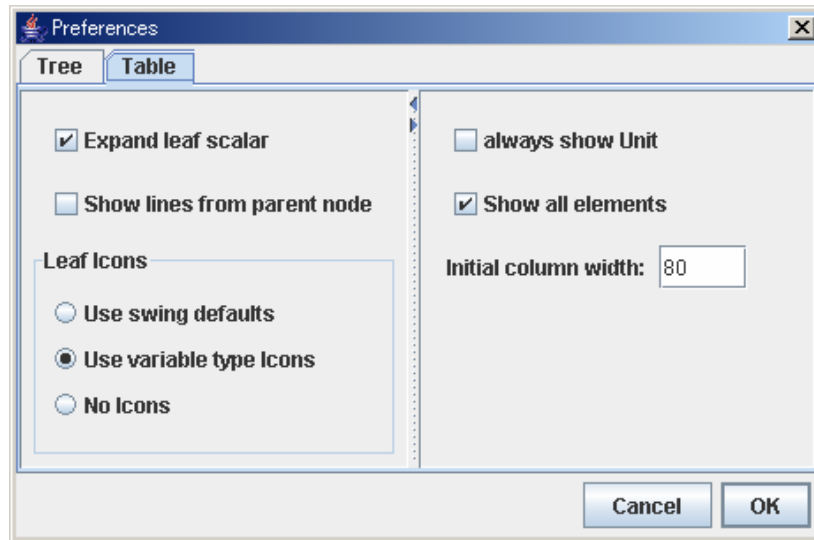 Preferences
Tree Table
Expand leaf scalar
Show lines from parent node
Leaf Icons
Use swing defaults
Use variable type Icons
No Icons
always show Unit
Show all elements
Initial column width: 80
Cancel OK